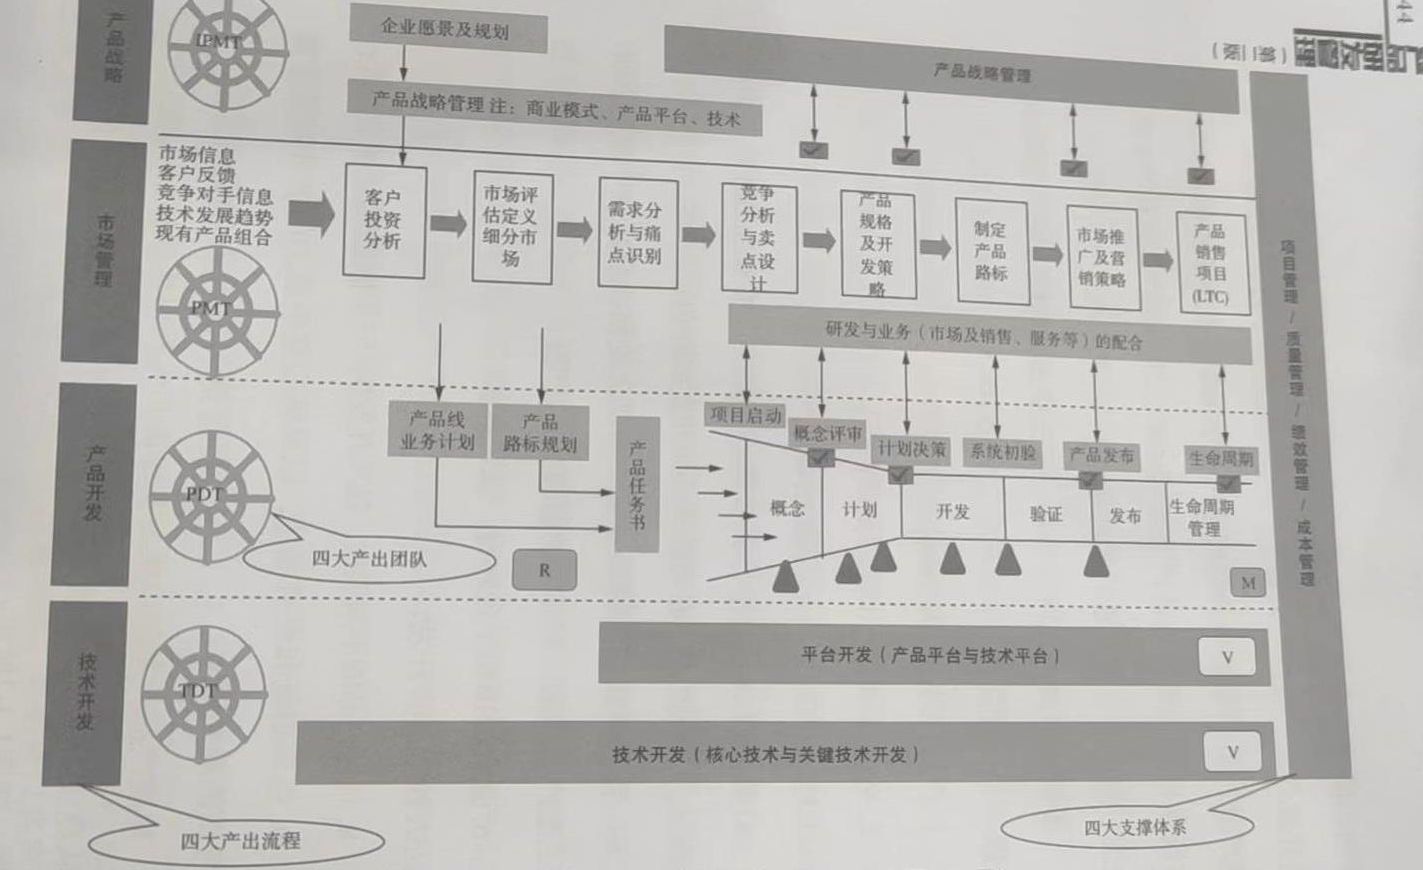 44
产品研发管理
（第二版）
产品战略
IPMT
企业愿景及规划
产品战略管理 注：商业模式、产品平台、技术
产品战略管理
市场管理
市场信息
客户反馈
竞争对手信息
技术发展趋势
现有产品组合
PMT
客户
投资
分析
市场评
估定义
细分市
场
需求分
析与痛
点识别
竞争
分析
与卖
点设
计
产品
规格
及开
发策
略
制定
产品
路标
市场推
广及营
销策略
产品
销售
项目
(LTC)
研发与业务（市场及销售、服务等）的配合
产品开发
PDT
四大产出团队
产品线
业务计划
产品
路标规划
产品任务书
R
项目启动
概念评审
计划决策
系统初验
产品发布
生命周期
概念
计划
开发
验证
发布
生命周期
管理
M
技术开发
TDT
平台开发（产品平台与技术平台）
V
技术开发（核心技术与关键技术开发）
V
项目管理/质量管理/绩效管理/成本管理
四大产出流程
四大支撑体系